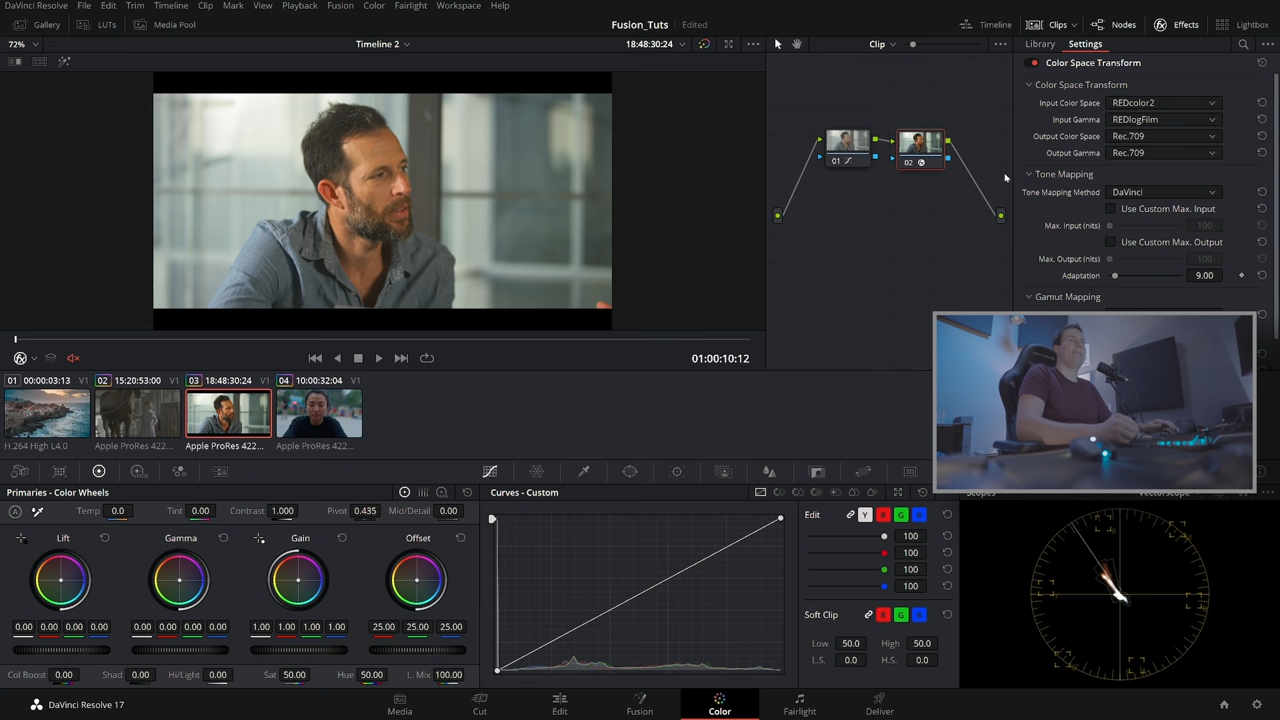 DaVinci Resolve File Edit Trim Timeline Clip Mark View Playback Fusion Color Fairlight Workspace Help
Gallery LUTs Media Pool Fusion_Tuts Edited Timeline Clips Nodes Effects Lightbox
72% Timeline 2 18:48:30:24 Clip Library Settings
Color Space Transform
Color Space Transform
Input Color Space REDcolor2
Input Gamma REDlogFilm
Output Color Space Rec.709
Output Gamma Rec.709
Tone Mapping
Tone Mapping Method DaVinci
Use Custom Max. Input
Max. Input (nits) 100
Use Custom Max. Output
Max. Output (nits) 100
Adaptation 9.00
Gamut Mapping
01
02
01:00:10:12
01 00:00:03:13 V1 02 15:20:53:00 V1 03 18:48:30:24 V1 04 10:00:32:04 V1
H.264 High L4.0 Apple ProRes 422... Apple ProRes 422... Apple ProRes 422...
Primaries - Color Wheels Curves - Custom Scopes Vectorscope
Temp 0.0 Tint 0.00 Contrast 1.000 Pivot 0.435 Mid/Detail 0.00
Edit Y R G B
Lift Gamma Gain Offset
100
100
100
100
Soft Clip R G B
0.00 0.00 0.00 0.00 0.00 0.00 0.00 0.00 1.00 1.00 1.00 1.00 25.00 25.00 25.00
Low 50.0 High 50.0
L.S. 0.0 H.S. 0.0
Col Boost 0.00 Shad 0.00 Hi/Light 0.00 Sat 50.00 Hue 50.00 L. Mix 100.00
DaVinci Resolve 17 Media Cut Edit Fusion Color Fairlight Deliver